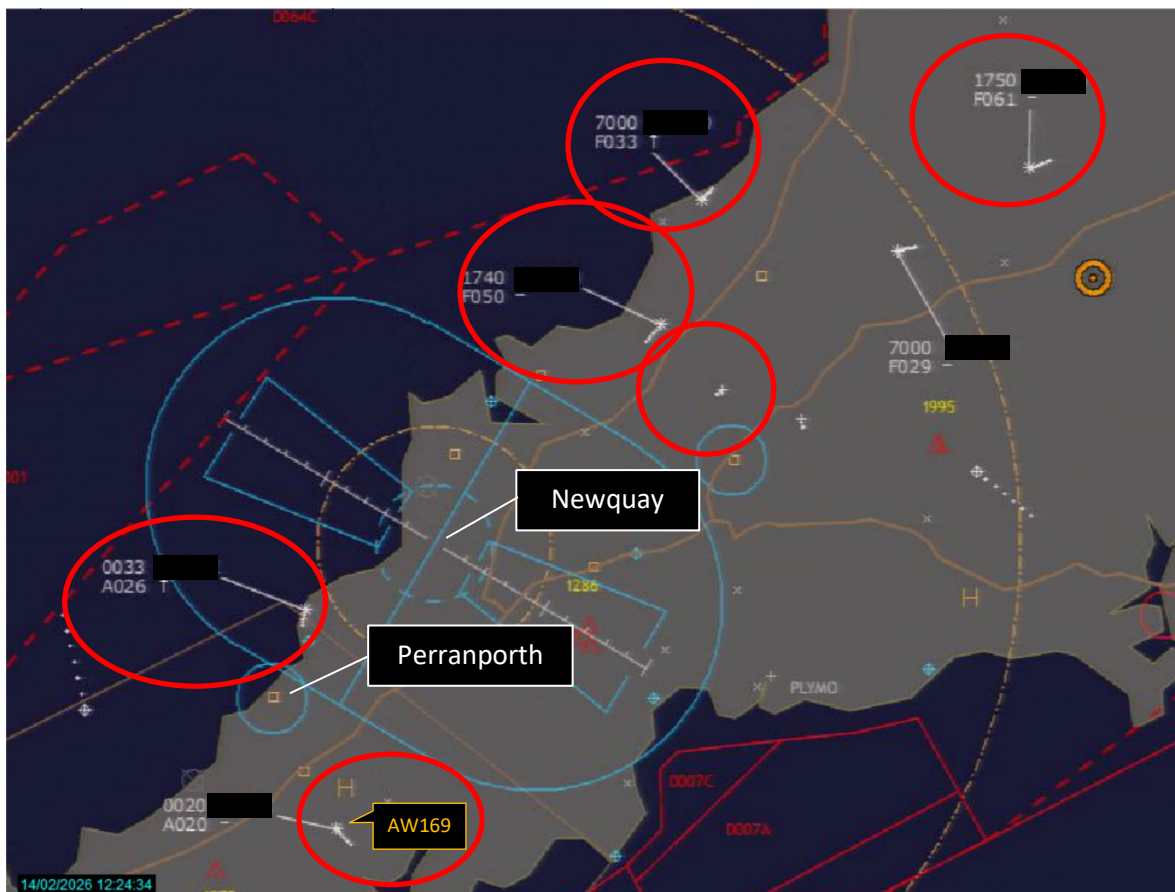 D064C
1750
F061 -
7000
F033 ↑
1740
F050 -
7000
F029 -
1995
001
Newquay
0033
A026 ↑
1286
H
Perranporth
PLYMO
H
D007C
0020
A020 -
AW169
D007A
14/02/2026 12:24:34